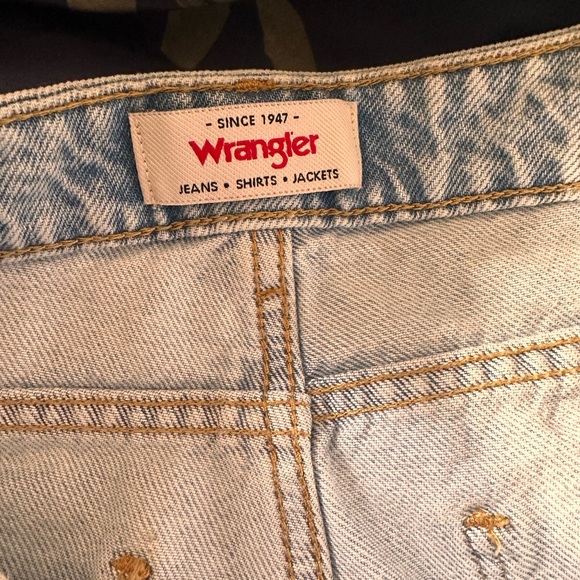 - SINCE 1947 -
Wrangler
JEANS • SHIRTS • JACKETS